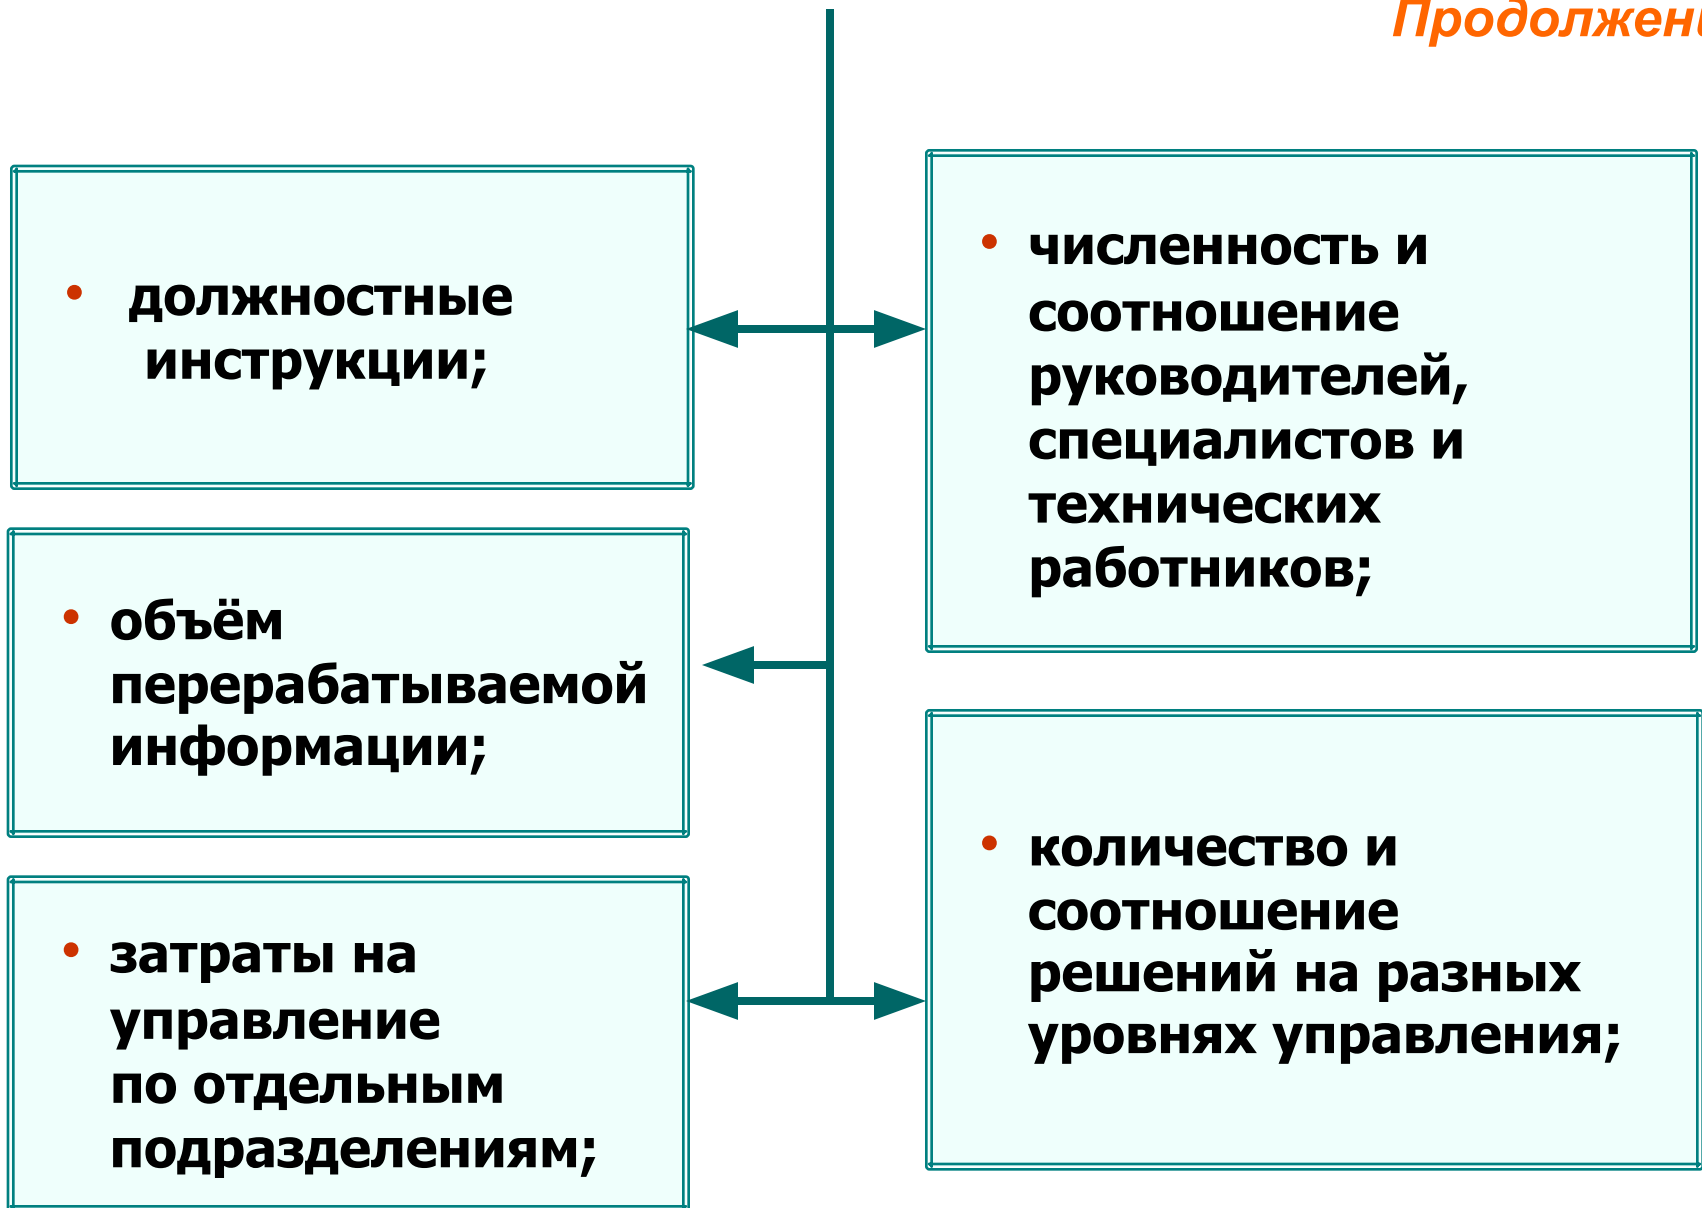 Продолжени
должностные
инструкции;
объём
перерабатываемой
информации;
затраты на
управление
по отдельным
подразделениям;
численность и
соотношение
руководителей,
специалистов и
технических
работников;
количество и
соотношение
решений на разных
уровнях управления;